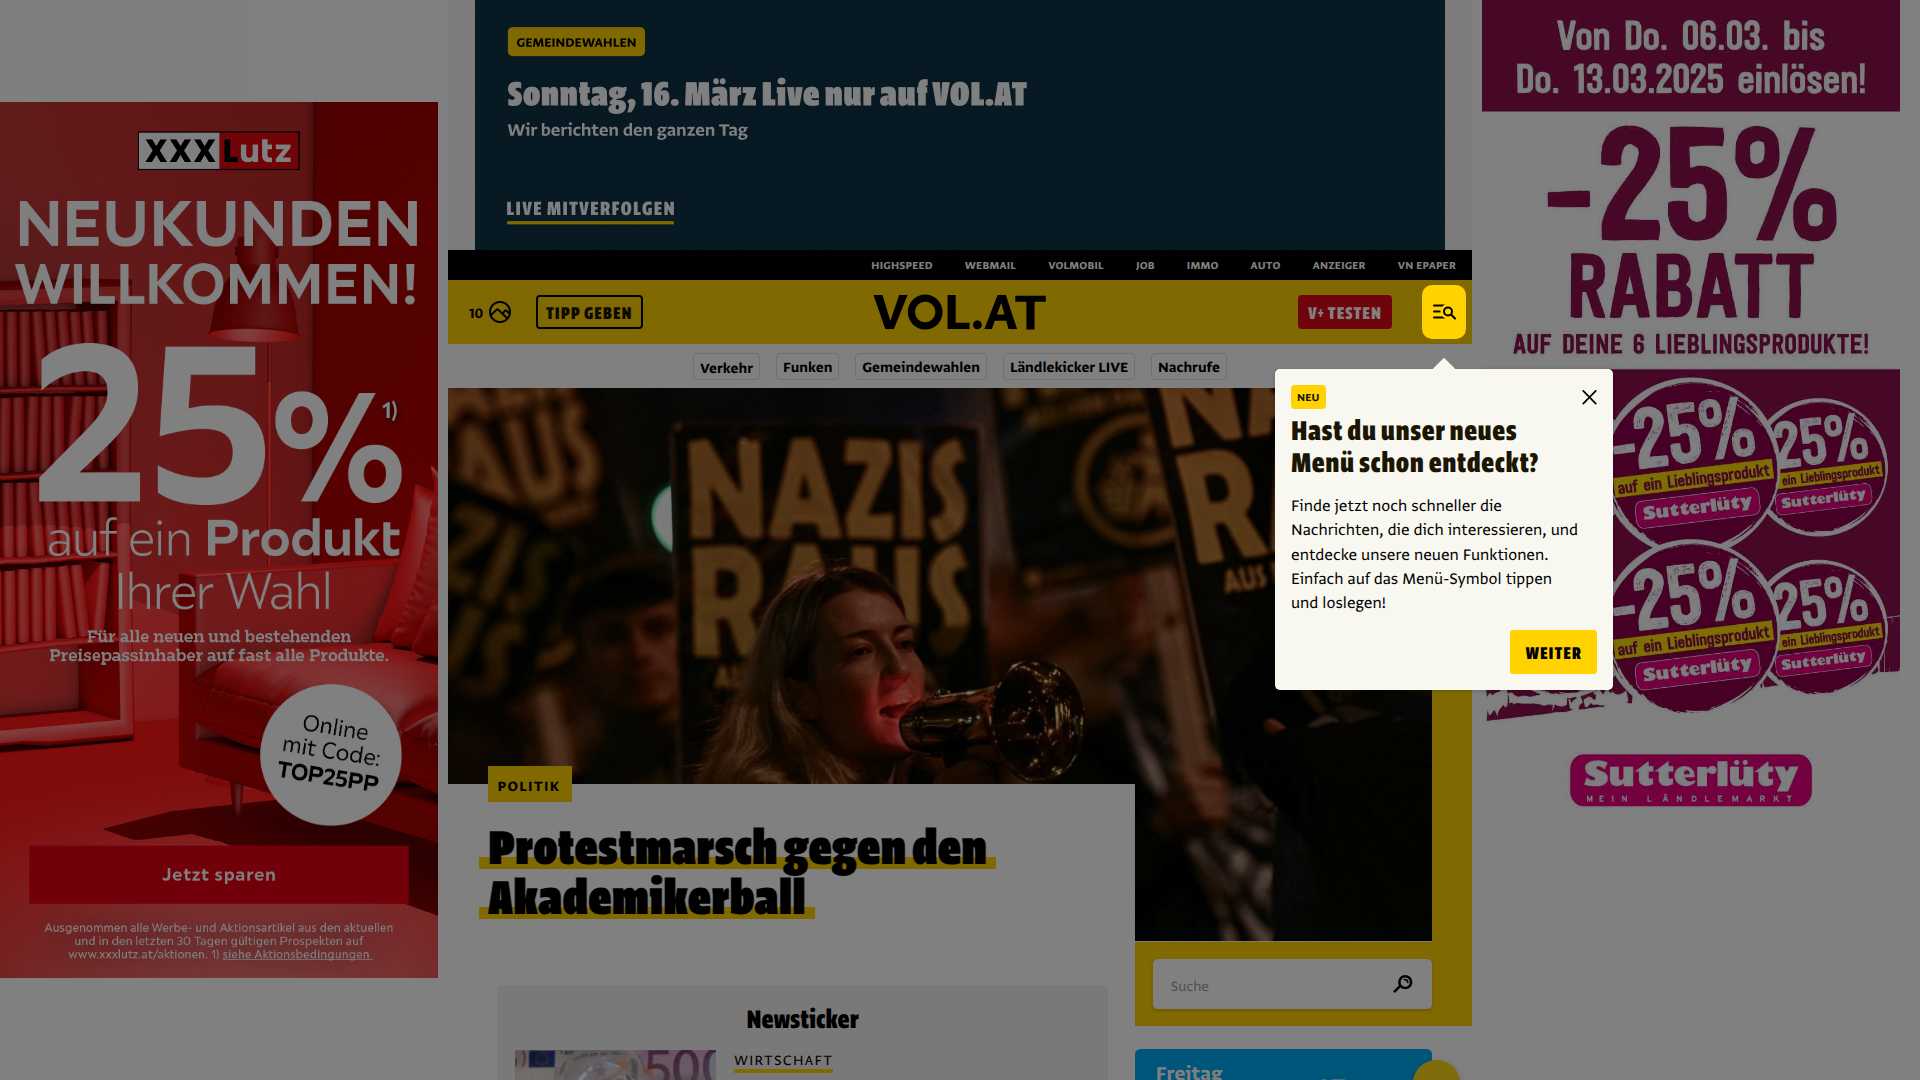 GEMEINDEWAHLEN
Sonntag, 16. März Live nur auf VOL.AT
Wir berichten den ganzen Tag
LIVE MITVERFOLGEN
XXXLutz
NEUKUNDEN
WILLKOMMEN!
25%1)
auf ein Produkt
Ihrer Wahl
Für alle neuen und bestehenden
Preisepassinhaber auf fast alle Produkte.
Online
mit Code:
TOP25PP
Jetzt sparen
Ausgenommen alle Werbe- und Aktionsartikel aus den aktuellen
und in den letzten 30 Tagen gültigen Prospekten auf
www.xxxlutz.at/aktionen. 1) siehe Aktionsbedingungen
HIGHSPEED WEBMAIL VOLMOBIL JOB IMMO AUTO ANZEIGER VN EPAPER
10 TIPP GEBEN VOL.AT V+ TESTEN
Verkehr Funken Gemeindewahlen Ländlekicker LIVE Nachrufe
NAZIS
RAUS
NEU
Hast du unser neues
Menü schon entdeckt?
Finde jetzt noch schneller die
Nachrichten, die dich interessieren, und
entdecke unsere neuen Funktionen.
Einfach auf das Menü-Symbol tippen
und loslegen!
WEITER
POLITIK
Protestmarsch gegen den
Akademikerball
Newsticker
WIRTSCHAFT
Suche
Freitag
Von Do. 06.03. bis
Do. 13.03.2025 einlösen!
-25%
RABATT
AUF DEINE 6 LIEBLINGSPRODUKTE!
-25%
auf ein Lieblingsprodukt
Sutterlüty
25%
ein Lieblingsprodukt
Sutterlüty
-25%
auf ein Lieblingsprodukt
Sutterlüty
25%
ein Lieblingsprodukt
Sutterlüty
Sutterlüty
MEIN LÄNDLEMARKT